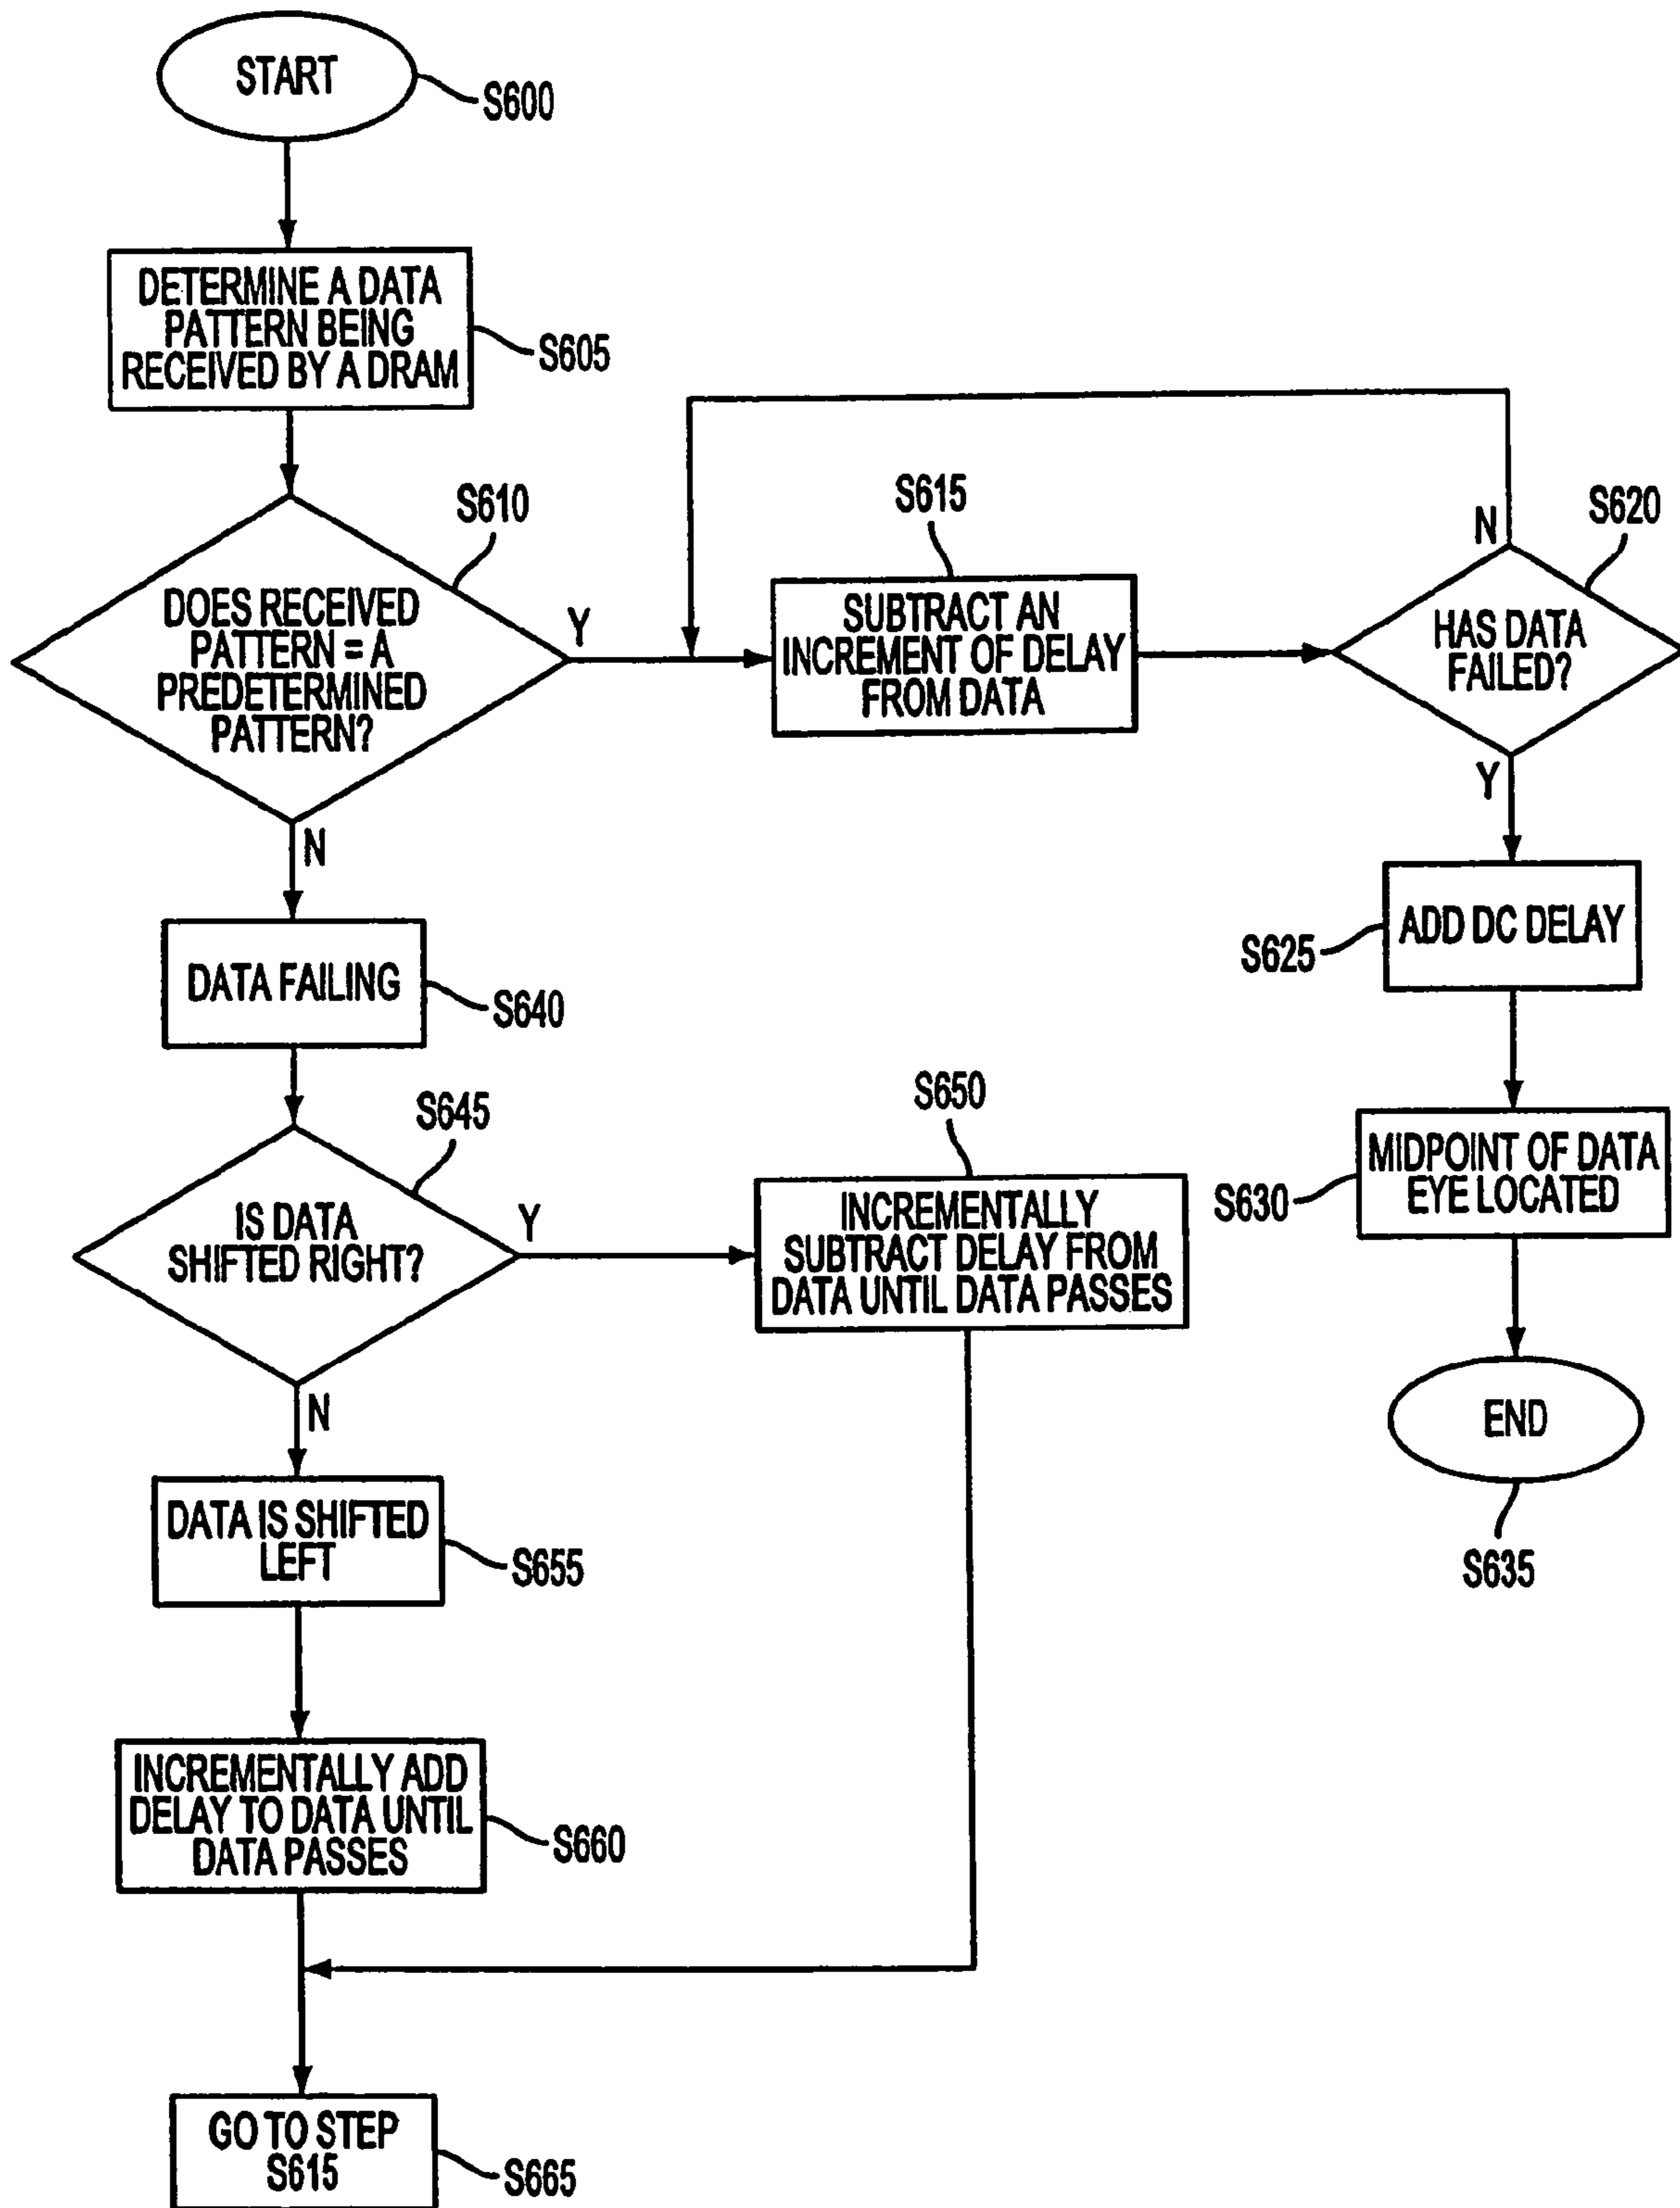 START
S600
DETERMINE A DATA
PATTERN BEING
RECEIVED BY A DRAM
S605
S610
DOES RECEIVED
PATTERN = A
PREDETERMINED
PATTERN?
Y
N
S615
SUBTRACT AN
INCREMENT OF DELAY
FROM DATA
S620
N
HAS DATA
FAILED?
Y
ADD DC DELAY
S625
MIDPOINT OF DATA
EYE LOCATED
S630
END
S635
DATA FAILING
S640
S645
IS DATA
SHIFTED RIGHT?
Y
N
S650
INCREMENTALLY
SUBTRACT DELAY FROM
DATA UNTIL DATA PASSES
DATA IS SHIFTED
LEFT
S655
INCREMENTALLY ADD
DELAY TO DATA UNTIL
DATA PASSES
S660
GO TO STEP
S615
S665